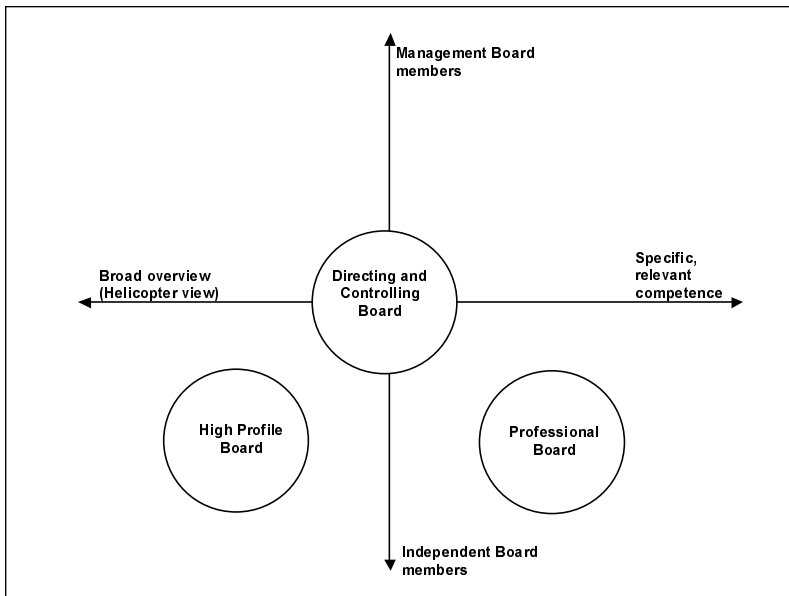 Management Board
members
Broad overview
(Helicopter view)
Directing and
Controlling
Board
Specific,
relevant
competence
High Profile
Board
Professional
Board
Independent Board
members